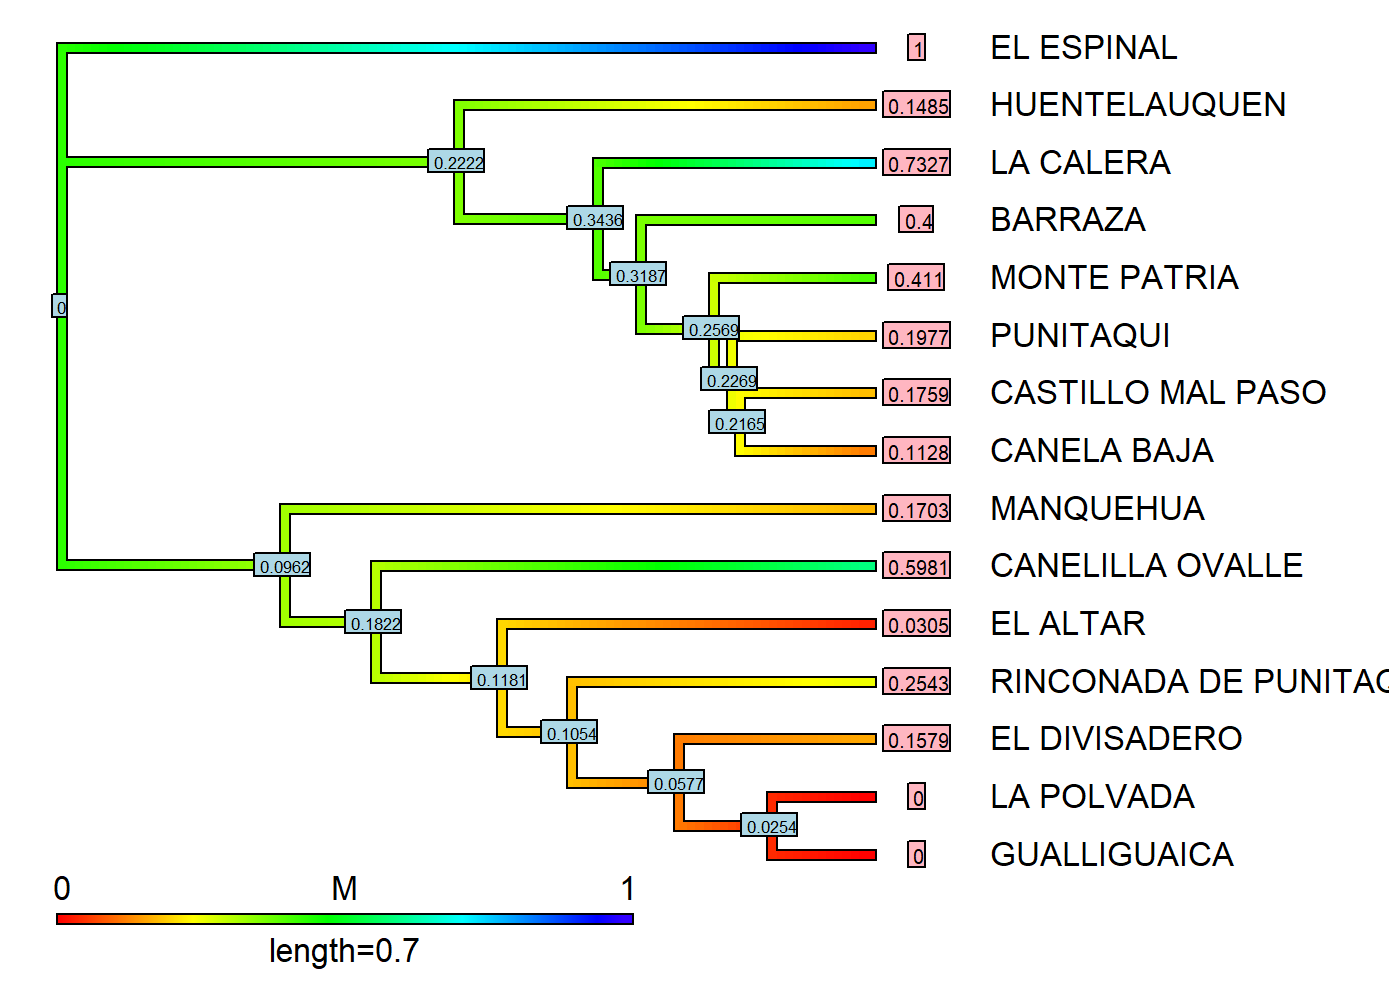 1 EL ESPINAL
0.1485 HUENTELAUQUEN
0.2222
0.7327 LA CALERA
0.3436
0.4 BARRAZA
0.3187
0.411 MONTE PATRIA
0
0.2569
0.1977 PUNITAQUI
0.2269
0.1759 CASTILLO MAL PASO
0.2165
0.1128 CANELA BAJA
0.1703 MANQUEHUA
0.0962
0.5981 CANELILLA OVALLE
0.1822
0.0305 EL ALTAR
0.1181
0.2543 RINCONADA DE PUNITAQ
0.1054
0.1579 EL DIVISADERO
0.0577
0 LA POLVADA
0.0254
0 GUALLIGUAICA
0 M 1
length=0.7